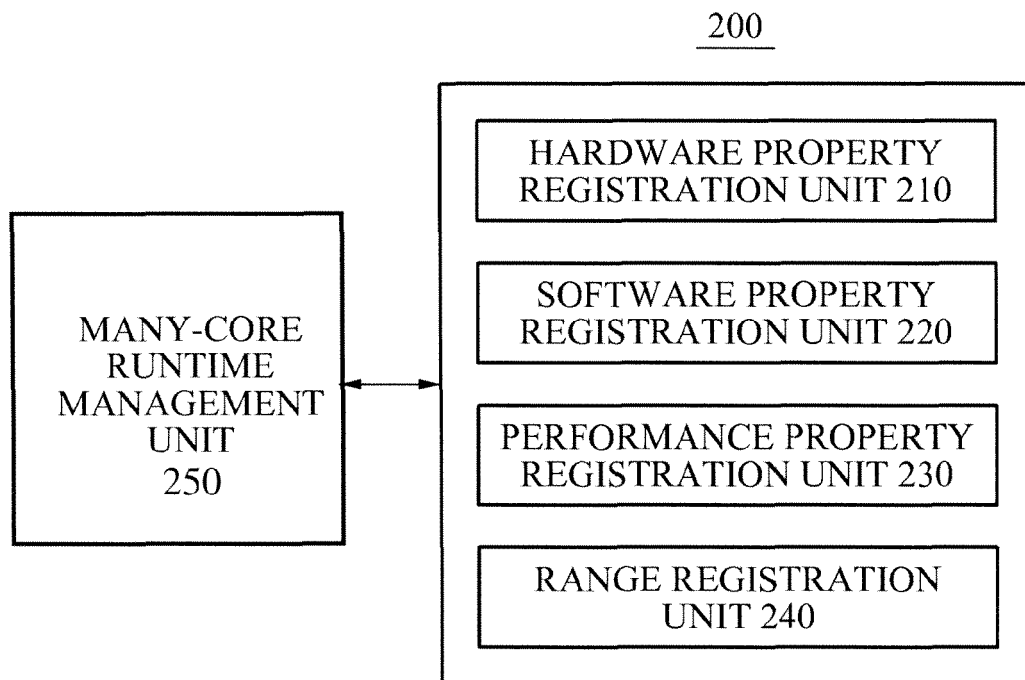 200
HARDWARE PROPERTY
REGISTRATION UNIT 210
SOFTWARE PROPERTY
REGISTRATION UNIT 220
MANY-CORE
RUNTIME
MANAGEMENT
UNIT
250
PERFORMANCE PROPERTY
REGISTRATION UNIT 230
RANGE REGISTRATION
UNIT 240